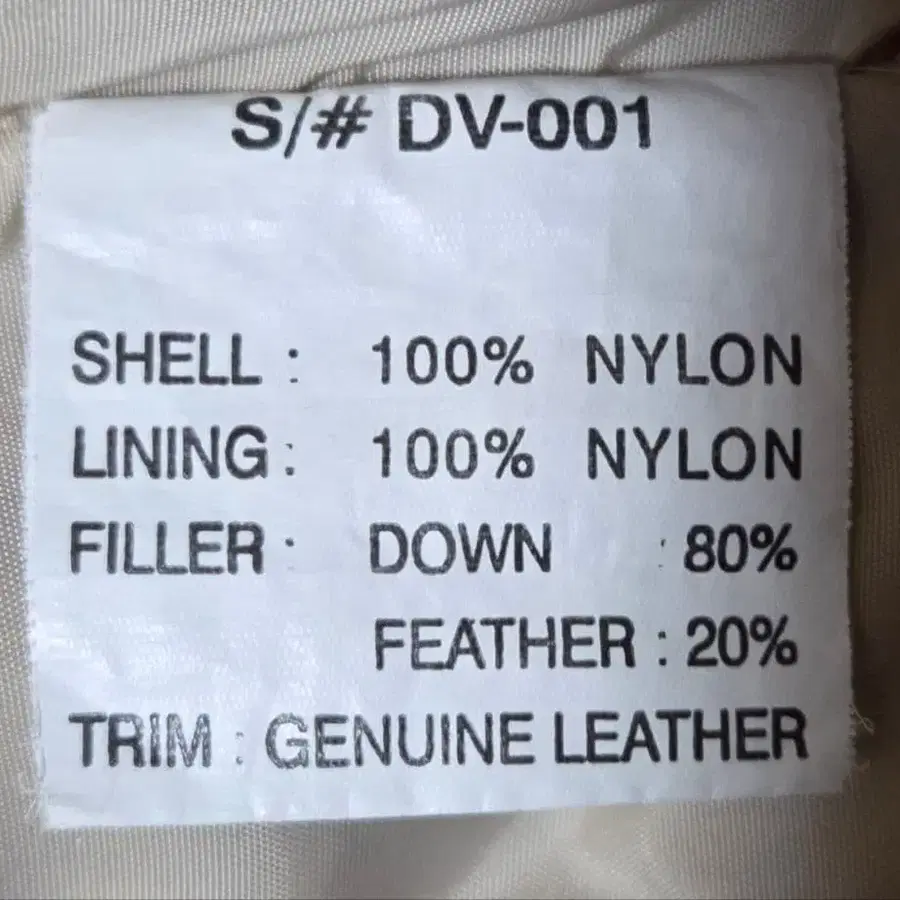 S/# DV-001
SHELL : 100% NYLON
LINING : 100% NYLON
FILLER : DOWN : 80%
FEATHER : 20%
TRIM : GENUINE LEATHER